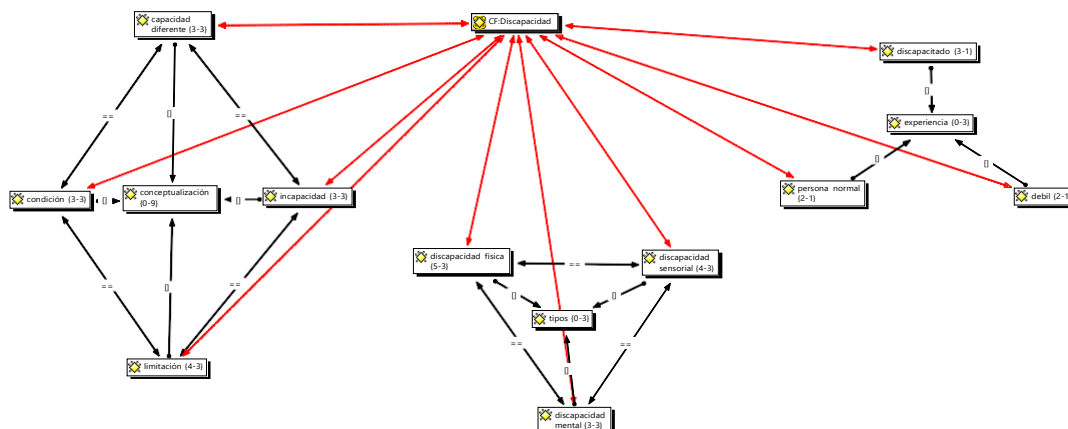 capacidad
diferente (3-3)
CF:Discapacidad
discapacitado (3-1)
==
[]
==
[]
experiencia (0-3)
[]
[]
condición (3-3)
[]
conceptualización
(0-9)
[]
incapacidad (3-3)
persona normal
(2-1)
debil (2-1
discapacidad fisica
(5-3)
==
discapacidad
sensorial (4-3)
==
[]
==
[]
[]
tipos (0-3)
==
==
[]
limitación (4-3)
discapacidad
mental (3-3)